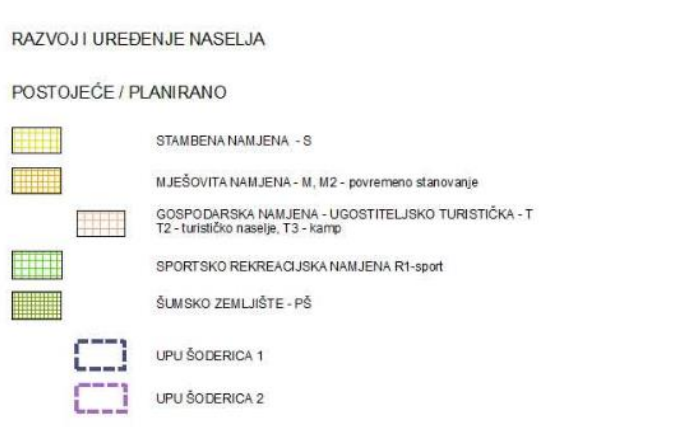 RAZVOJ I UREĐENJE NASELJA
POSTOJEĆE / PLANIRANO
STAMBENA NAMJENA - S
MJEŠOVITA NAMJENA - M, M2 - povremeno stanovanje
GOSPODARSKA NAMJENA - UGOSTITELJSKO TURISTIČKA - T
T2 - turističko naselje, T3 - kamp
SPORTSKO REKREACIJSKA NAMJENA R1-sport
ŠUMSKO ZEMLJIŠTE - PŠ
UPU ŠODERICA 1
UPU ŠODERICA 2